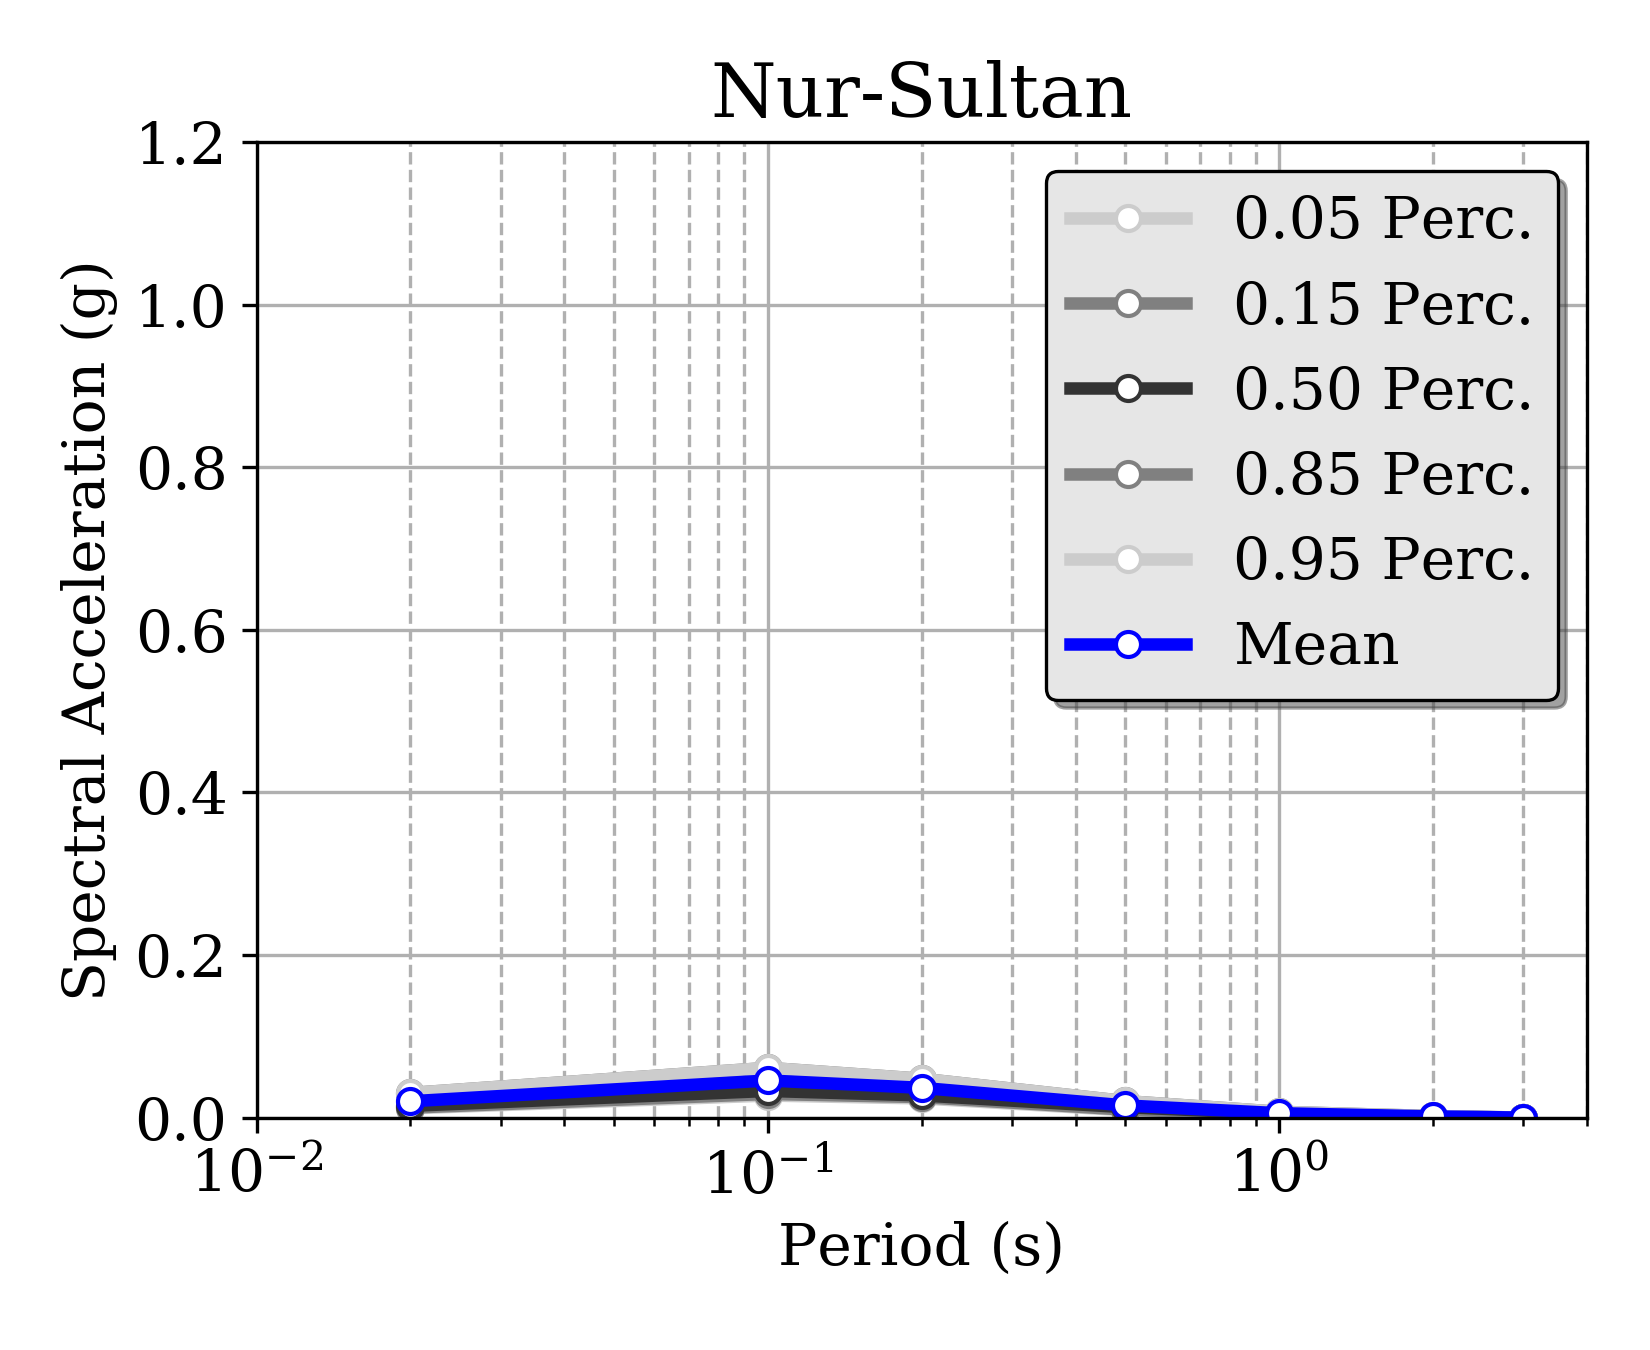 Nur-Sultan
1.2
1.0
0.8
0.6
0.4
0.2
0.0
Spectral Acceleration (g)
0.05 Perc.
0.15 Perc.
0.50 Perc.
0.85 Perc.
0.95 Perc.
Mean
10⁻² 10⁻¹ 10⁰
Period (s)